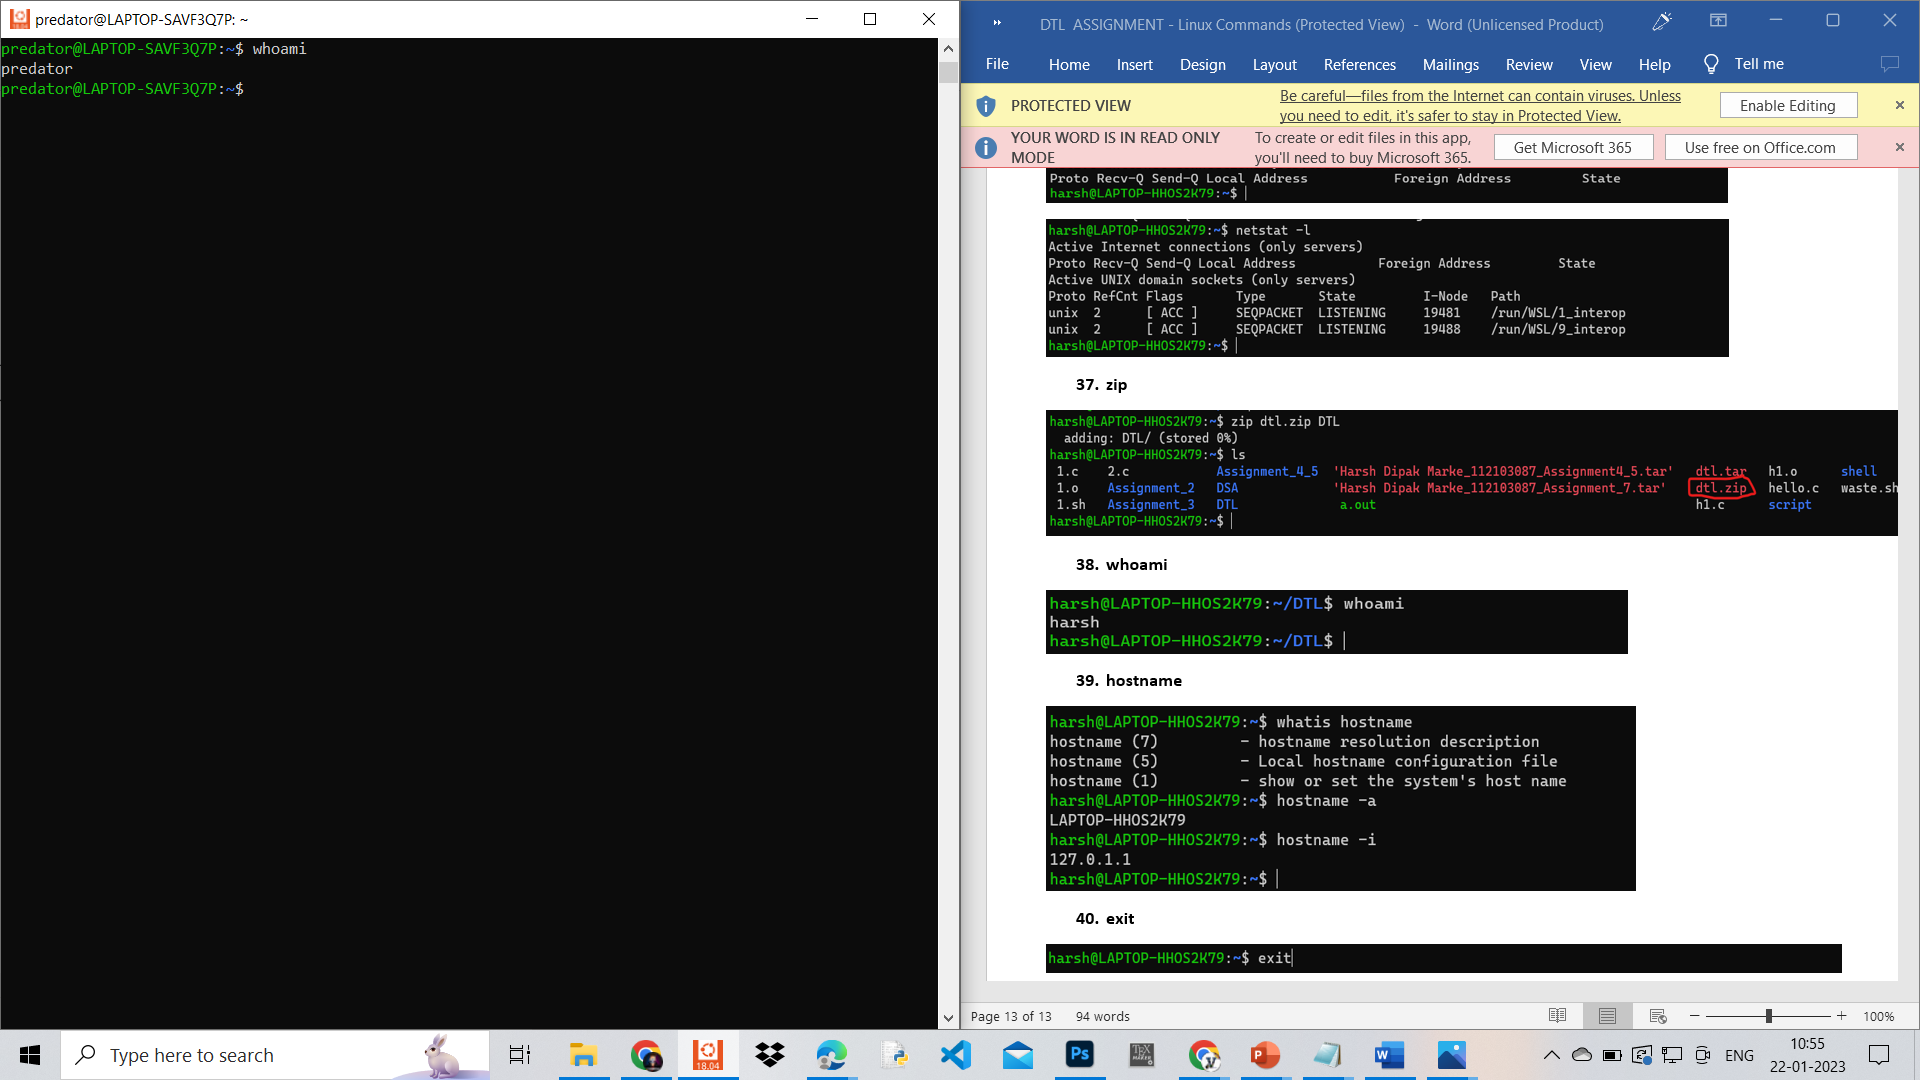 predator@LAPTOP-SAVF3Q7P: ~
predator@LAPTOP-SAVF3Q7P:~$ whoami
predator
predator@LAPTOP-SAVF3Q7P:~$
DTL ASSIGNMENT - Linux Commands (Protected View) - Word (Unlicensed Product)
File Home Insert Design Layout References Mailings Review View Help Tell me
PROTECTED VIEW
Be careful—files from the Internet can contain viruses. Unless
you need to edit, it's safer to stay in Protected View.
Enable Editing
YOUR WORD IS IN READ ONLY
MODE
To create or edit files in this app,
you'll need to buy Microsoft 365.
Get Microsoft 365
Use free on Office.com
Proto Recv-Q Send-Q Local Address Foreign Address State
harsh@LAPTOP-HHOS2K79:~$
harsh@LAPTOP-HHOS2K79:~$ netstat -l
Active Internet connections (only servers)
Proto Recv-Q Send-Q Local Address Foreign Address State
Active UNIX domain sockets (only servers)
Proto RefCnt Flags Type State I-Node Path
unix 2 [ ACC ] SEQPACKET LISTENING 19481 /run/WSL/1_interop
unix 2 [ ACC ] SEQPACKET LISTENING 19488 /run/WSL/9_interop
harsh@LAPTOP-HHOS2K79:~$
37. zip
harsh@LAPTOP-HHOS2K79:~$ zip dtl.zip DTL
adding: DTL/ (stored 0%)
harsh@LAPTOP-HHOS2K79:~$ ls
1.c 2.c Assignment_4_5 'Harsh Dipak Marke_112103087_Assignment4_5.tar' dtl.tar h1.o shell
1.o Assignment_2 DSA 'Harsh Dipak Marke_112103087_Assignment_7.tar' dtl.zip hello.c waste.sh
1.sh Assignment_3 DTL a.out h1.c script
harsh@LAPTOP-HHOS2K79:~$
38. whoami
harsh@LAPTOP-HHOS2K79:~/DTL$ whoami
harsh
harsh@LAPTOP-HHOS2K79:~/DTL$
39. hostname
harsh@LAPTOP-HHOS2K79:~$ whatis hostname
hostname (7) - hostname resolution description
hostname (5) - Local hostname configuration file
hostname (1) - show or set the system's host name
harsh@LAPTOP-HHOS2K79:~$ hostname -a
LAPTOP-HHOS2K79
harsh@LAPTOP-HHOS2K79:~$ hostname -i
127.0.1.1
harsh@LAPTOP-HHOS2K79:~$
40. exit
harsh@LAPTOP-HHOS2K79:~$ exit
Page 13 of 13 94 words
100%
Type here to search
18.04
Ps
ENG
10:55
22-01-2023